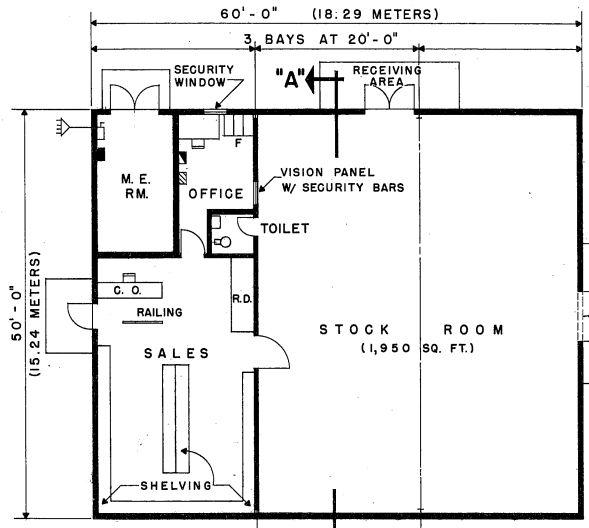 60'-0" (18.29 METERS)
3 BAYS AT 20'-0"
SECURITY
WINDOW
"A"
RECEIVING
AREA
F
M. E.
RM.
OFFICE
VISION PANEL
W/ SECURITY BARS
TOILET
50'-0"
(15.24 METERS)
C. O.
R.D.
RAILING
SALES
STOCK ROOM
(1,950 SQ. FT.)
SHELVING